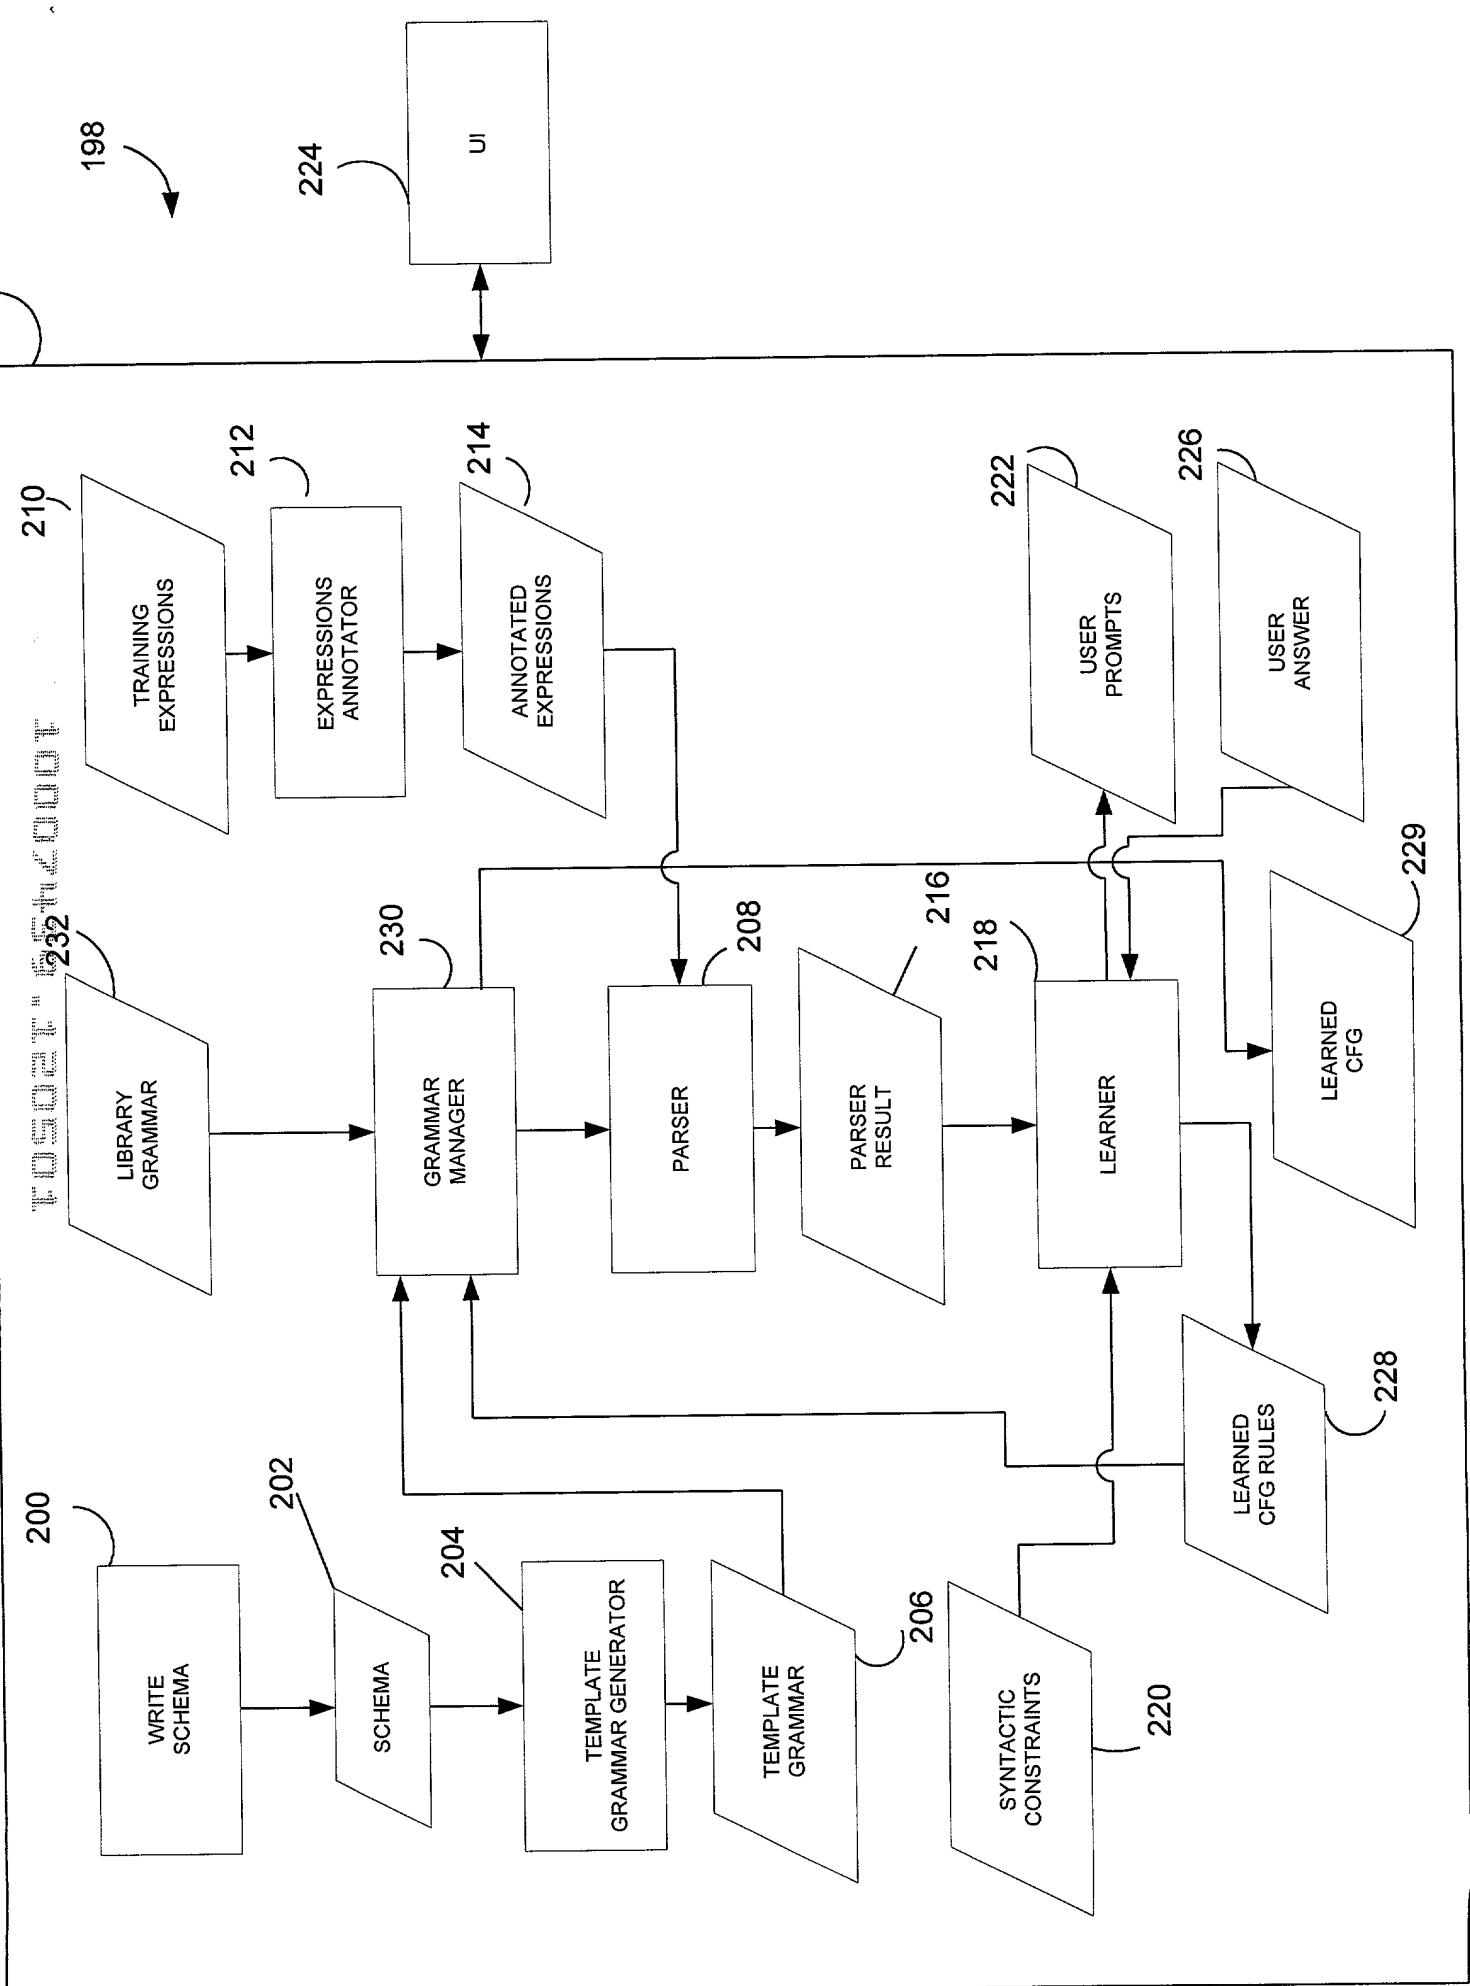 198
224
UI
210
TRAINING
EXPRESSIONS
212
EXPRESSIONS
ANNOTATOR
214
ANNOTATED
EXPRESSIONS
222
USER
PROMPTS
226
USER
ANSWER
232
LIBRARY
GRAMMAR
230
GRAMMAR
MANAGER
208
PARSER
216
PARSER
RESULT
218
LEARNER
229
LEARNED
CFG
200
WRITE
SCHEMA
202
SCHEMA
204
TEMPLATE
GRAMMAR GENERATOR
206
TEMPLATE
GRAMMAR
220
SYNTACTIC
CONSTRAINTS
228
LEARNED
CFG RULES